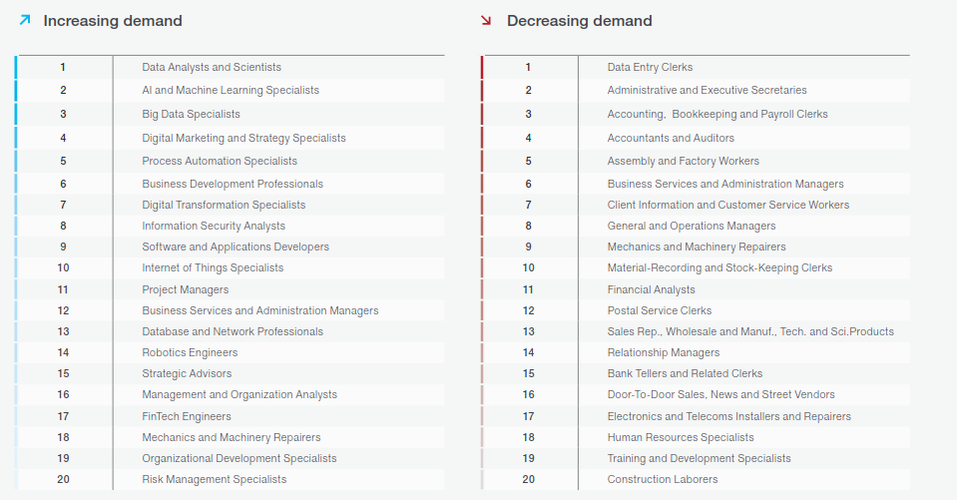 Increasing demand
1 Data Analysts and Scientists
2 AI and Machine Learning Specialists
3 Big Data Specialists
4 Digital Marketing and Strategy Specialists
5 Process Automation Specialists
6 Business Development Professionals
7 Digital Transformation Specialists
8 Information Security Analysts
9 Software and Applications Developers
10 Internet of Things Specialists
11 Project Managers
12 Business Services and Administration Managers
13 Database and Network Professionals
14 Robotics Engineers
15 Strategic Advisors
16 Management and Organization Analysts
17 FinTech Engineers
18 Mechanics and Machinery Repairers
19 Organizational Development Specialists
20 Risk Management Specialists
Decreasing demand
1 Data Entry Clerks
2 Administrative and Executive Secretaries
3 Accounting, Bookkeeping and Payroll Clerks
4 Accountants and Auditors
5 Assembly and Factory Workers
6 Business Services and Administration Managers
7 Client Information and Customer Service Workers
8 General and Operations Managers
9 Mechanics and Machinery Repairers
10 Material-Recording and Stock-Keeping Clerks
11 Financial Analysts
12 Postal Service Clerks
13 Sales Rep., Wholesale and Manuf., Tech. and Sci.Products
14 Relationship Managers
15 Bank Tellers and Related Clerks
16 Door-To-Door Sales, News and Street Vendors
17 Electronics and Telecoms Installers and Repairers
18 Human Resources Specialists
19 Training and Development Specialists
20 Construction Laborers